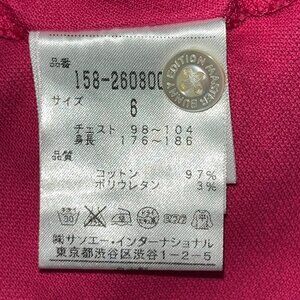 品番
158-260800
サイズ
6
チェスト 98~104
身長 176~186
品質
コットン 97%
ポリウレタン 3%
㈱サンエー・インターナショナル
東京都渋谷区渋谷1-2-5
MASTER BUNNY EDITION